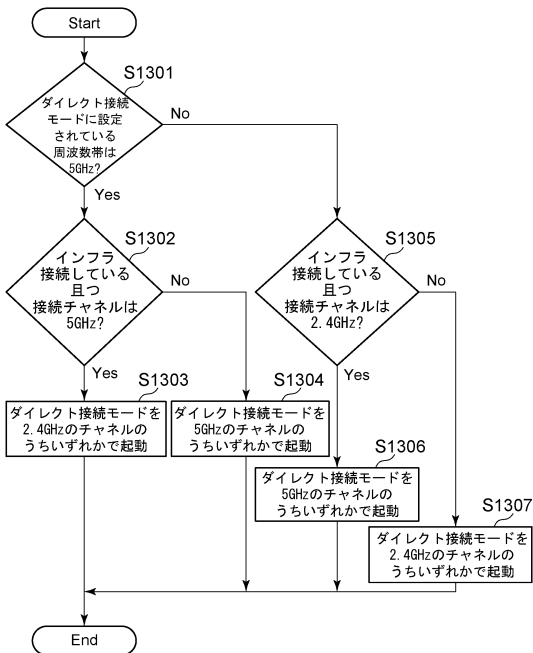 Start
S1301
ダイレクト接続
モードに設定
されている
周波数帯は
5GHz?
No
Yes
S1302
インフラ
接続している
且つ
接続チャネルは
5GHz?
No
Yes
S1305
インフラ
接続している
且つ
接続チャネルは
2.4GHz?
No
Yes
S1303
ダイレクト接続モードを
2.4GHzのチャネルの
うちいずれかで起動
S1304
ダイレクト接続モードを
5GHzのチャネルの
うちいずれかで起動
S1306
ダイレクト接続モードを
5GHzのチャネルの
うちいずれかで起動
S1307
ダイレクト接続モードを
2.4GHzのチャネルの
うちいずれかで起動
End